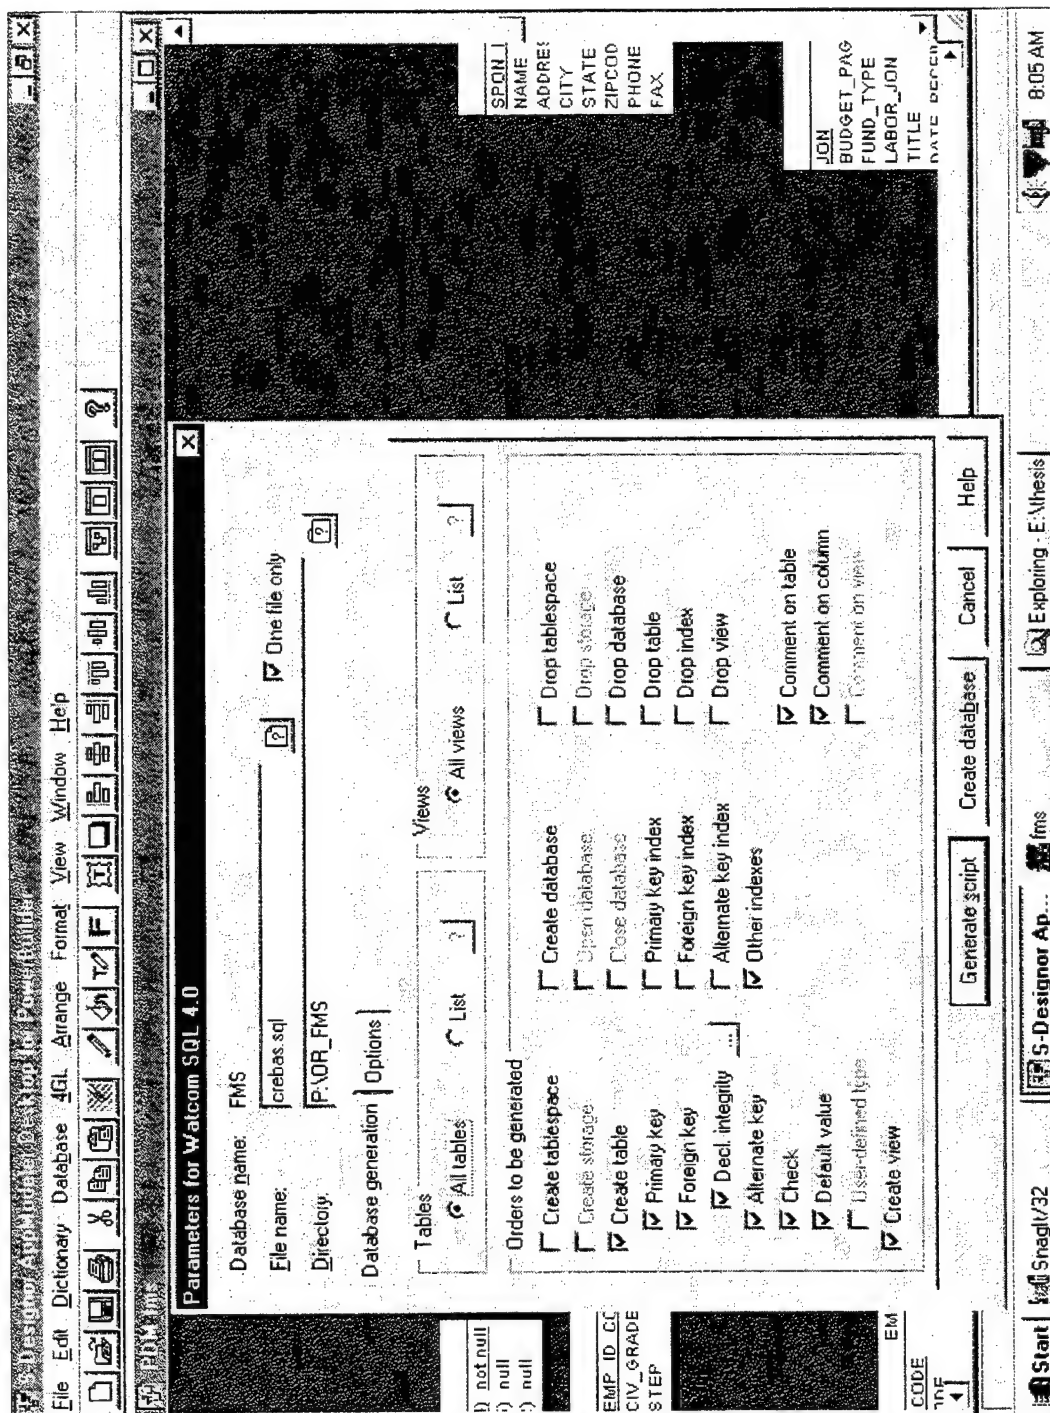 S-Designor AppModeler Desktop for PowerBuilder
File Edit Dictionary Database 4GL Arrange Format View Window Help
PDM fms
Parameters for Watcom SQL 4.0
Database name: FMS
File name: crebas.sql
One file only
Directory: P:\OR_FMS
Database generation Options
Tables
All tables List
Views
All views List
Orders to be generated
Create tablespace
Create storage
Create table
Primary key
Foreign key
Decl. integrity ...
Alternate key
Check
Default value
User-defined type
Create view
Create database
Open database
Close database
Primary key index
Foreign key index
Alternate key index
Other indexes
Drop tablespace
Drop storage
Drop database
Drop table
Drop index
Drop view
Comment on table
Comment on column
Comment on view
Generate script Create database Cancel Help
not null
null
null
EMP_ID_CC
CIV_GRADE
STEP
EM
CODE
SPON_I
NAME
ADDRES
CITY
STATE
ZIPCOD
PHONE
FAX
JON
BUDGET_PAG
FUND_TYPE
LABOR_JON
TITLE
Start SnagIt/32 S-Designor Ap... fms Exploring - E:\thesis 8:05 AM